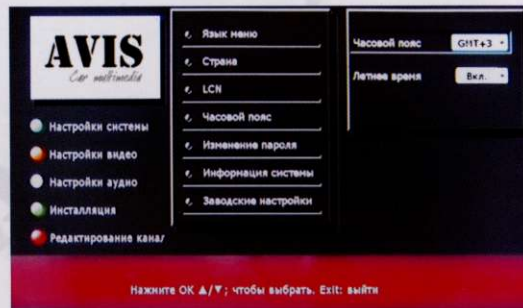 AVIS
Car multimedia
Настройки системы
Настройки видео
Настройки аудио
Инсталляция
Редактирование кана
Язык меню
Страна
LCN
Часовой пояс
Изменение пароля
Информация системы
Заводские настройки
Часовой пояс GMT+3
Летнее время Вкл.
Нажмите OK ▲/▼; чтобы выбрать. Exit: выйти